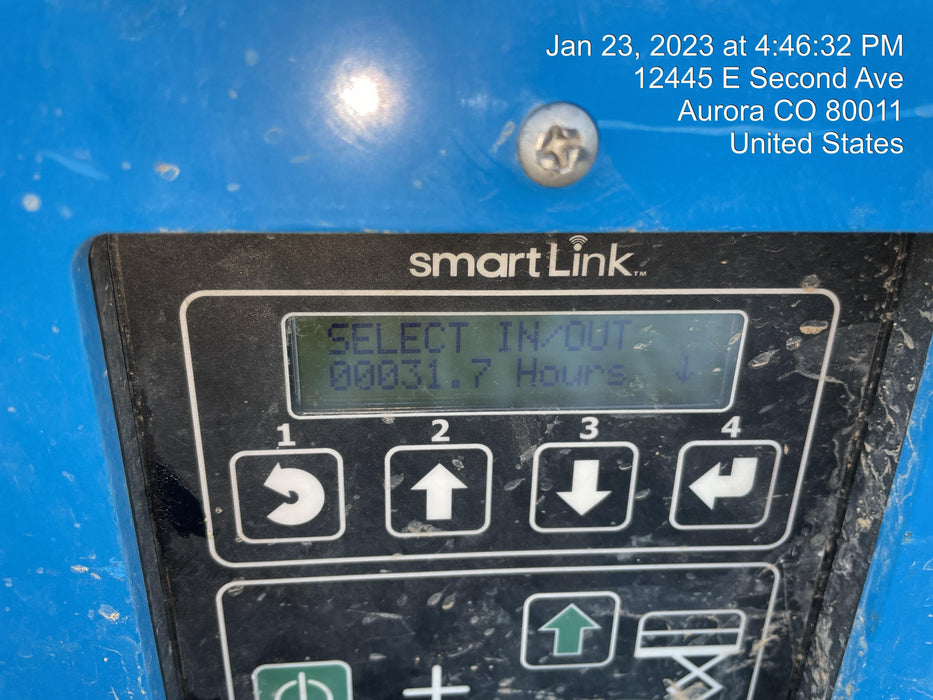 Jan 23, 2023 at 4:46:32 PM
12445 E Second Ave
Aurora CO 80011
United States
smartLink™
SELECT IN/OUT
00031.7 Hours ↓
1 2 3 4